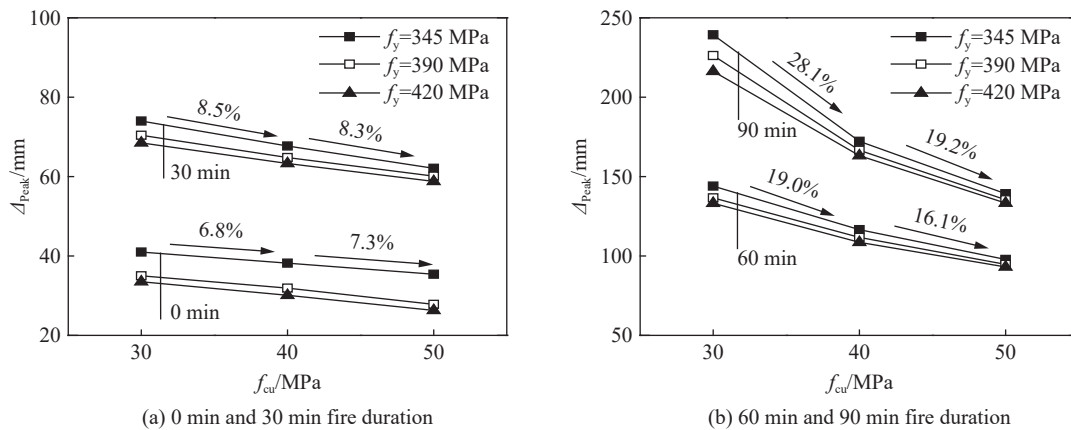 100
80
60
40
20
Δ_Peak/mm
f_y=345 MPa
f_y=390 MPa
f_y=420 MPa
8.5%
8.3%
30 min
6.8%
7.3%
0 min
30
40
50
f_cu/MPa
(a) 0 min and 30 min fire duration
250
200
150
100
50
Δ_Peak/mm
f_y=345 MPa
f_y=390 MPa
f_y=420 MPa
28.1%
90 min
19.2%
19.0%
16.1%
60 min
30
40
50
f_cu/MPa
(b) 60 min and 90 min fire duration